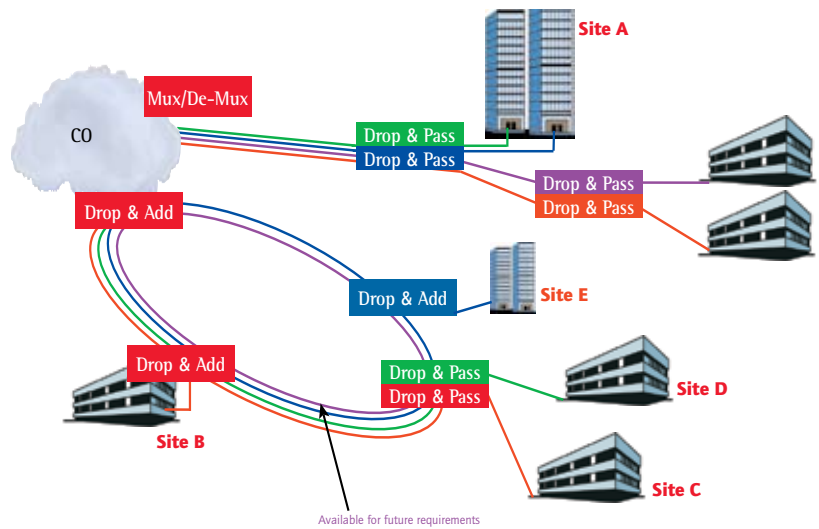 Site A
Mux/De-Mux
CO
Drop & Pass
Drop & Pass
Drop & Pass
Drop & Pass
Drop & Add
Drop & Add
Site E
Drop & Add
Drop & Pass
Drop & Pass
Site D
Site B
Site C
Available for future requirements